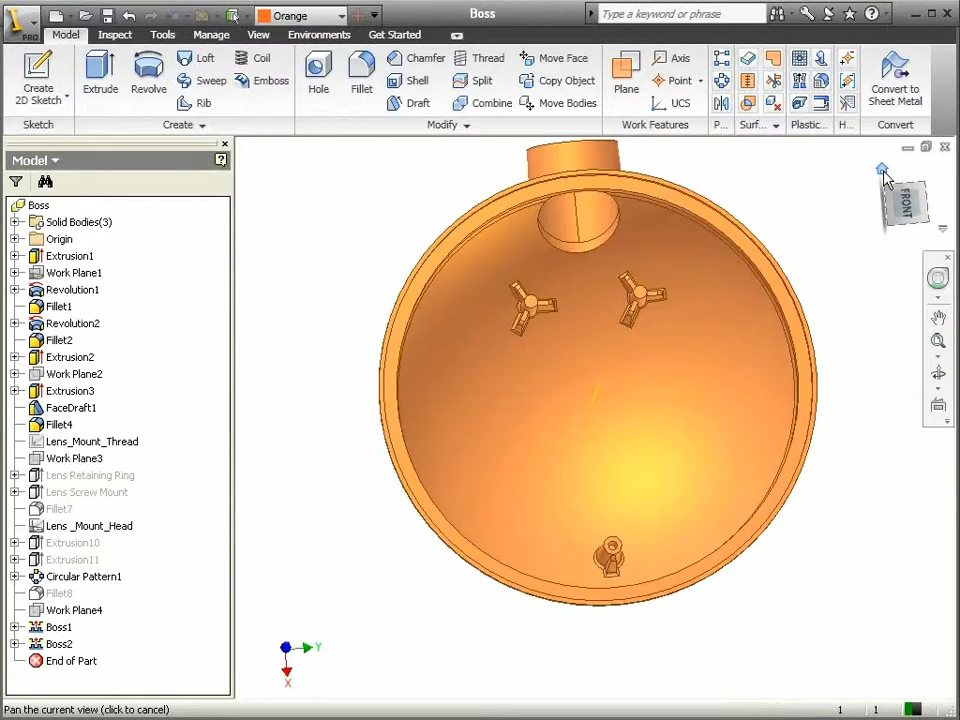 Orange
Boss
Type a keyword or phrase
PRO
Model
Inspect
Tools
Manage
View
Environments
Get Started
Create
2D Sketch
Extrude
Revolve
Loft
Sweep
Rib
Coil
Emboss
Hole
Fillet
Chamfer
Shell
Draft
Thread
Split
Combine
Move Face
Copy Object
Move Bodies
Plane
Axis
Point
UCS
Convert to
Sheet Metal
Sketch
Create
Modify
Work Features
P...
Surf...
Plastic...
H...
Convert
Model
Boss
Solid Bodies(3)
Origin
Extrusion1
Work Plane1
Revolution1
Fillet1
Revolution2
Fillet2
Extrusion2
Work Plane2
Extrusion3
FaceDraft1
Fillet4
Lens_Mount_Thread
Work Plane3
Lens Retaining Ring
Lens Screw Mount
Fillet7
Lens _Mount_Head
Extrusion10
Extrusion11
Circular Pattern1
Fillet8
Work Plane4
Boss1
Boss2
End of Part
FRONT
Y
X
Pan the current view (click to cancel)
1
1